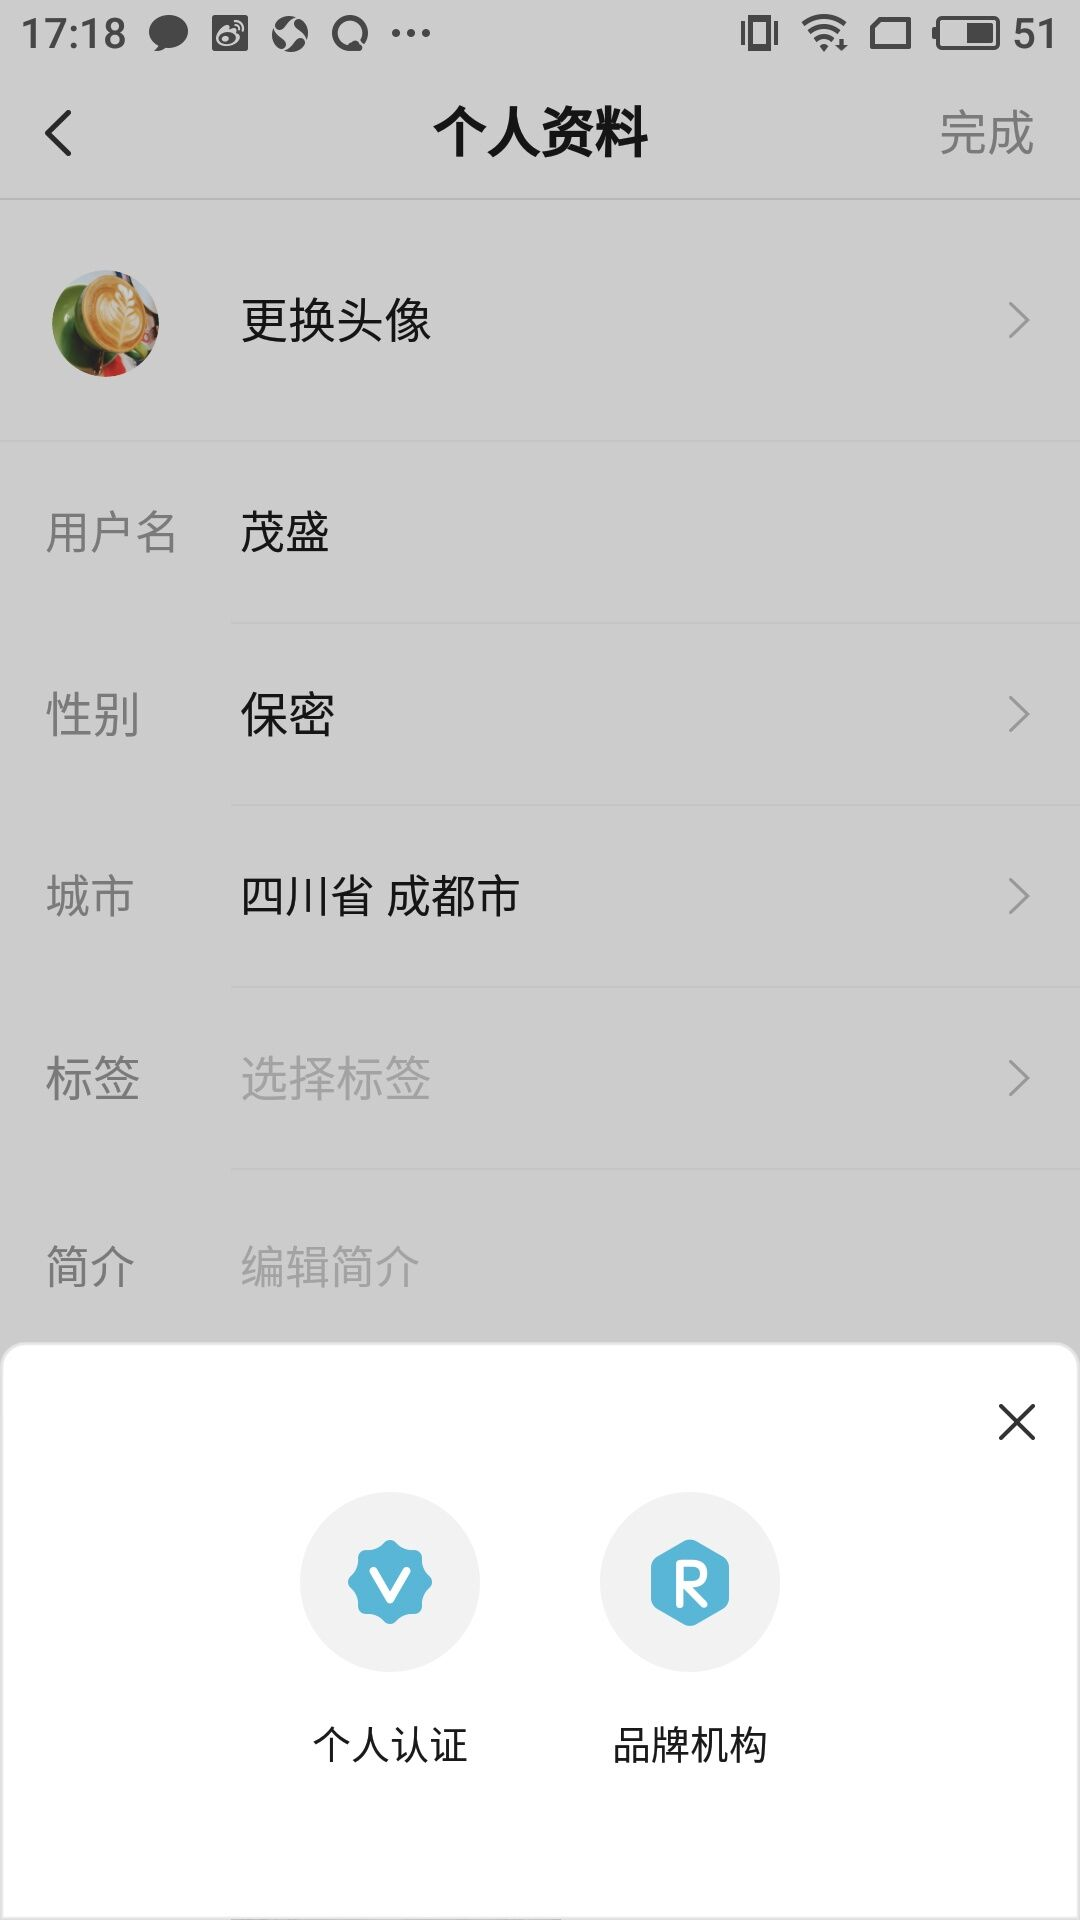 17:18
51
个人资料
完成
更换头像
用户名 茂盛
性别 保密
城市 四川省 成都市
标签 选择标签
简介 编辑简介
V
R
个人认证
品牌机构